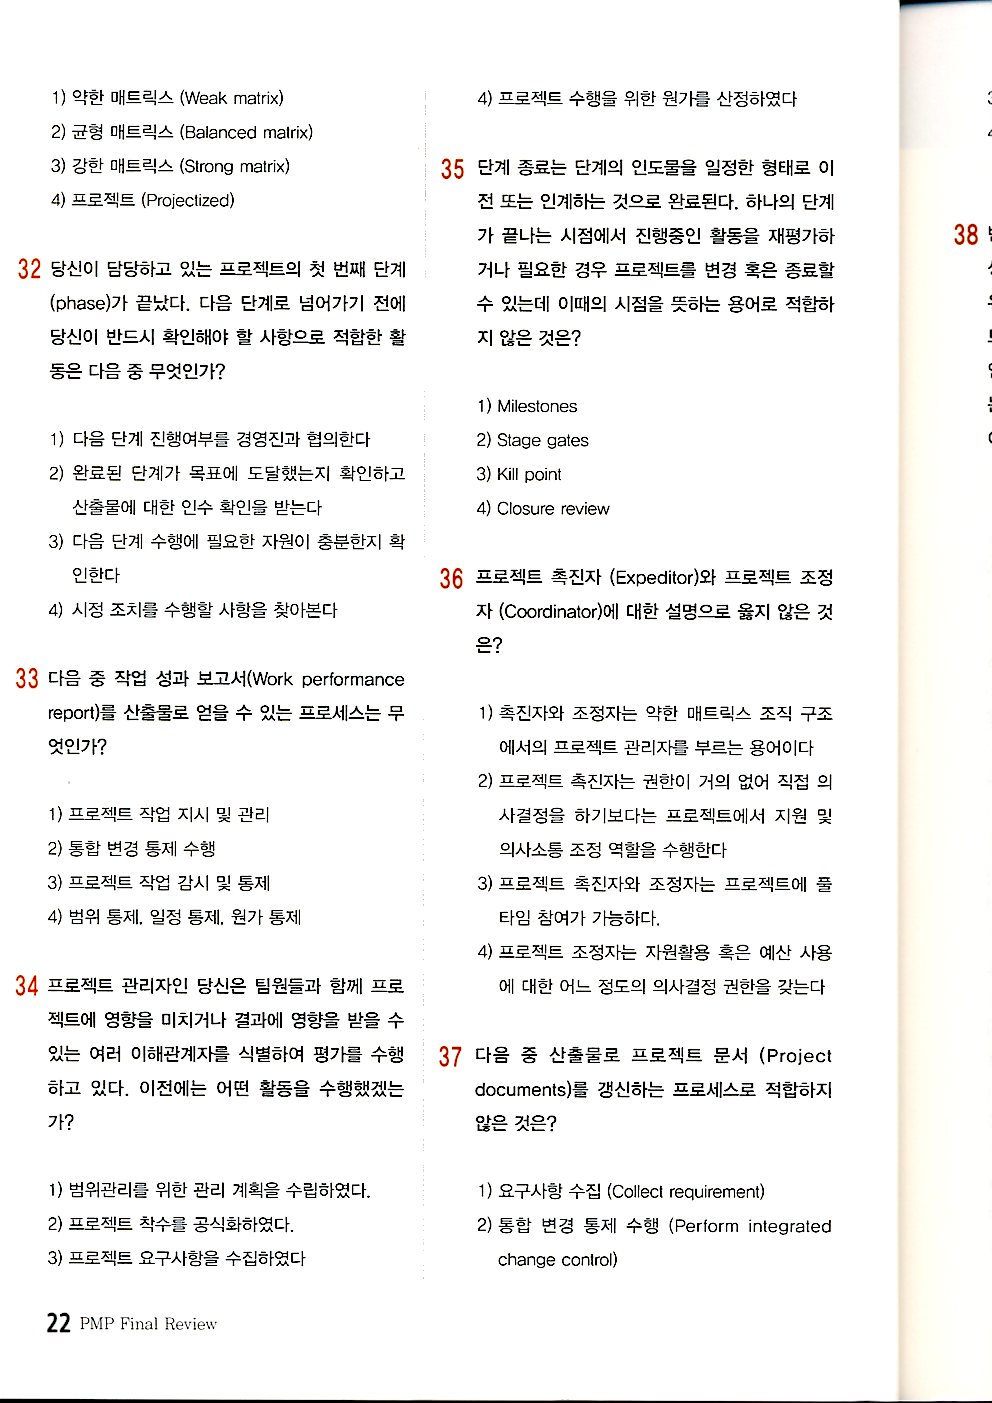 1) 약한 매트릭스 (Weak matrix)
2) 균형 매트릭스 (Balanced matrix)
3) 강한 매트릭스 (Strong matrix)
4) 프로젝트 (Projectized)
32 당신이 담당하고 있는 프로젝트의 첫 번째 단계
(phase)가 끝났다. 다음 단계로 넘어가기 전에
당신이 반드시 확인해야 할 사항으로 적합한 활
동은 다음 중 무엇인가?
1) 다음 단계 진행여부를 경영진과 협의한다
2) 완료된 단계가 목표에 도달했는지 확인하고
산출물에 대한 인수 확인을 받는다
3) 다음 단계 수행에 필요한 자원이 충분한지 확
인한다
4) 시정 조치를 수행할 사항을 찾아본다
33 다음 중 작업 성과 보고서(Work performance
report)를 산출물로 얻을 수 있는 프로세스는 무
엇인가?
1) 프로젝트 작업 지시 및 관리
2) 통합 변경 통제 수행
3) 프로젝트 작업 감시 및 통제
4) 범위 통제, 일정 통제, 원가 통제
34 프로젝트 관리자인 당신은 팀원들과 함께 프로
젝트에 영향을 미치거나 결과에 영향을 받을 수
있는 여러 이해관계자를 식별하여 평가를 수행
하고 있다. 이전에는 어떤 활동을 수행했겠는
가?
1) 범위관리를 위한 관리 계획을 수립하였다.
2) 프로젝트 착수를 공식화하였다.
3) 프로젝트 요구사항을 수집하였다
4) 프로젝트 수행을 위한 원가를 산정하였다
35 단계 종료는 단계의 인도물을 일정한 형태로 이
전 또는 인계하는 것으로 완료된다. 하나의 단계
가 끝나는 시점에서 진행중인 활동을 재평가하
거나 필요한 경우 프로젝트를 변경 혹은 종료할
수 있는데 이때의 시점을 뜻하는 용어로 적합하
지 않은 것은?
1) Milestones
2) Stage gates
3) Kill point
4) Closure review
36 프로젝트 촉진자 (Expeditor)와 프로젝트 조정
자 (Coordinator)에 대한 설명으로 옳지 않은 것
은?
1) 촉진자와 조정자는 약한 매트릭스 조직 구조
에서의 프로젝트 관리자를 부르는 용어이다
2) 프로젝트 촉진자는 권한이 거의 없어 직접 의
사결정을 하기보다는 프로젝트에서 지원 및
의사소통 조정 역할을 수행한다
3) 프로젝트 촉진자와 조정자는 프로젝트에 풀
타임 참여가 가능하다.
4) 프로젝트 조정자는 자원활용 혹은 예산 사용
에 대한 어느 정도의 의사결정 권한을 갖는다
37 다음 중 산출물로 프로젝트 문서 (Project
documents)를 갱신하는 프로세스로 적합하지
않은 것은?
1) 요구사항 수집 (Collect requirement)
2) 통합 변경 통제 수행 (Perform integrated
change control)
22 PMP Final Review
38